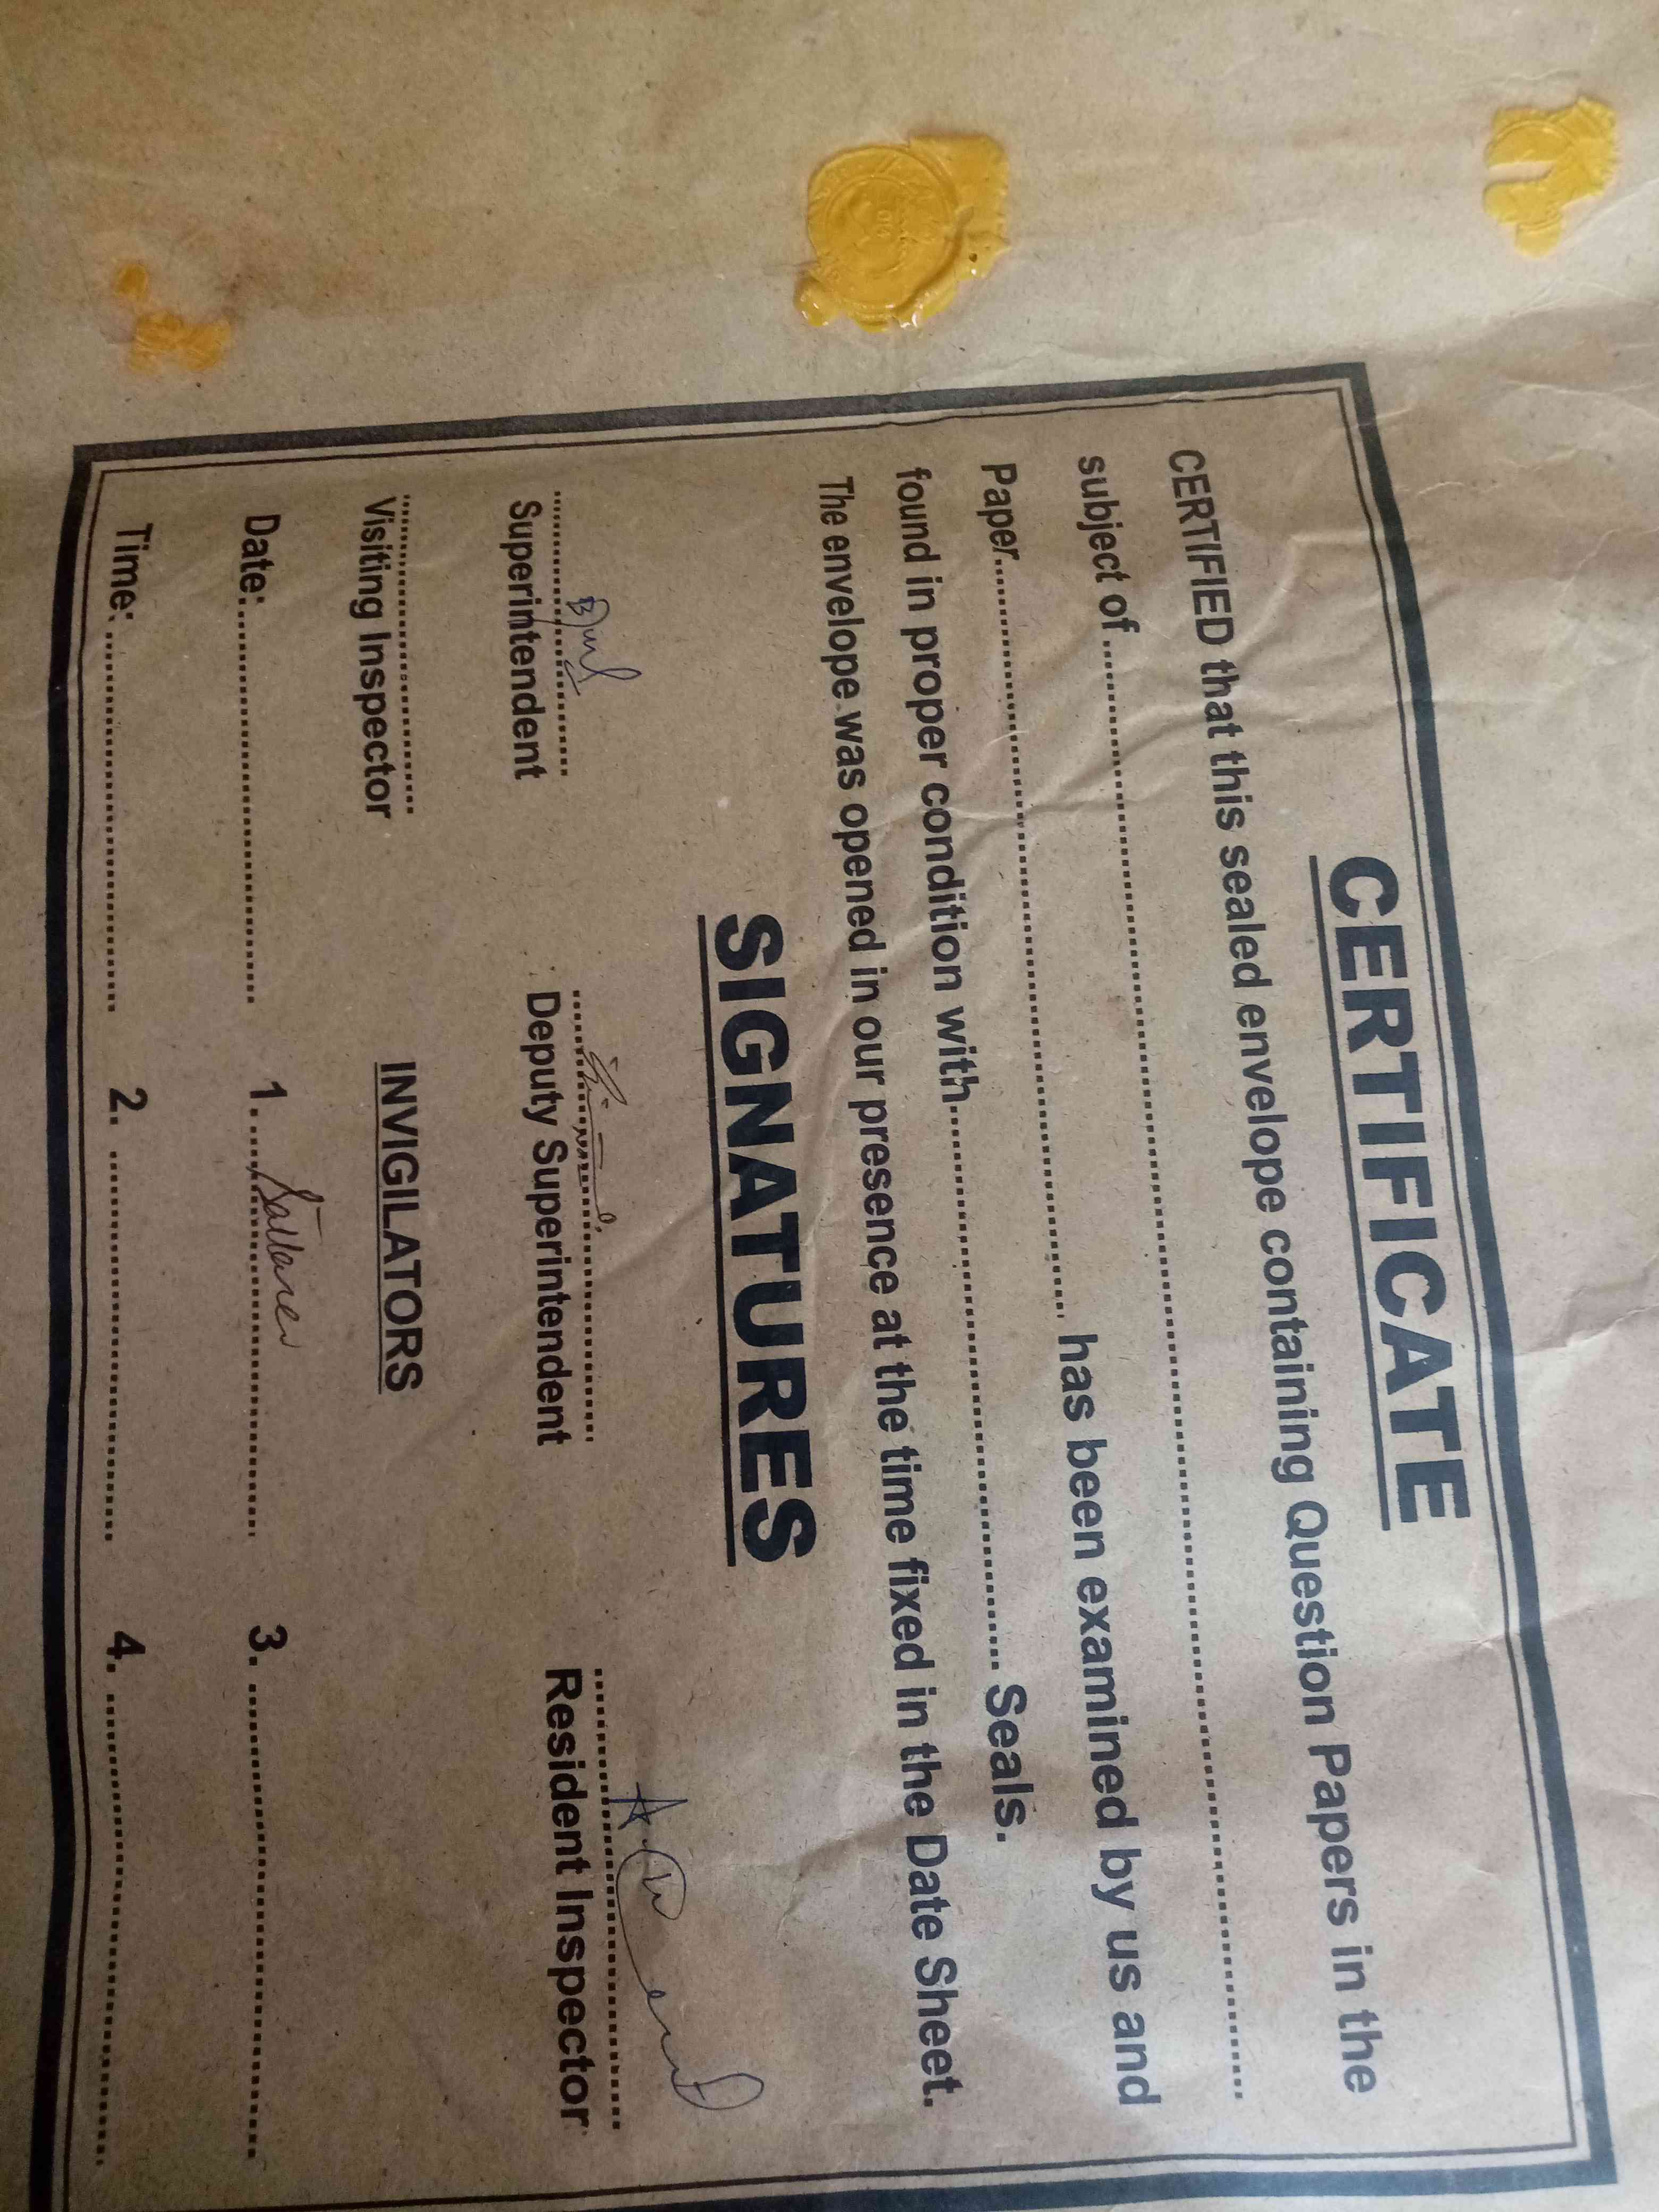 CERTIFICATE
CERTIFIED that this sealed envelope containing Question Papers in the
subject of..........................................................................
Paper........................................ has been examined by us and
found in proper condition with............................................ Seals.
The envelope was opened in our presence at the time fixed in the Date Sheet.
SIGNATURES
Superintendent Deputy Superintendent Resident Inspector
Visiting Inspector INVIGILATORS
Date:.............................. 1............................... 3. ..............................
Time: .............................. 2. .............................. 4. ..............................